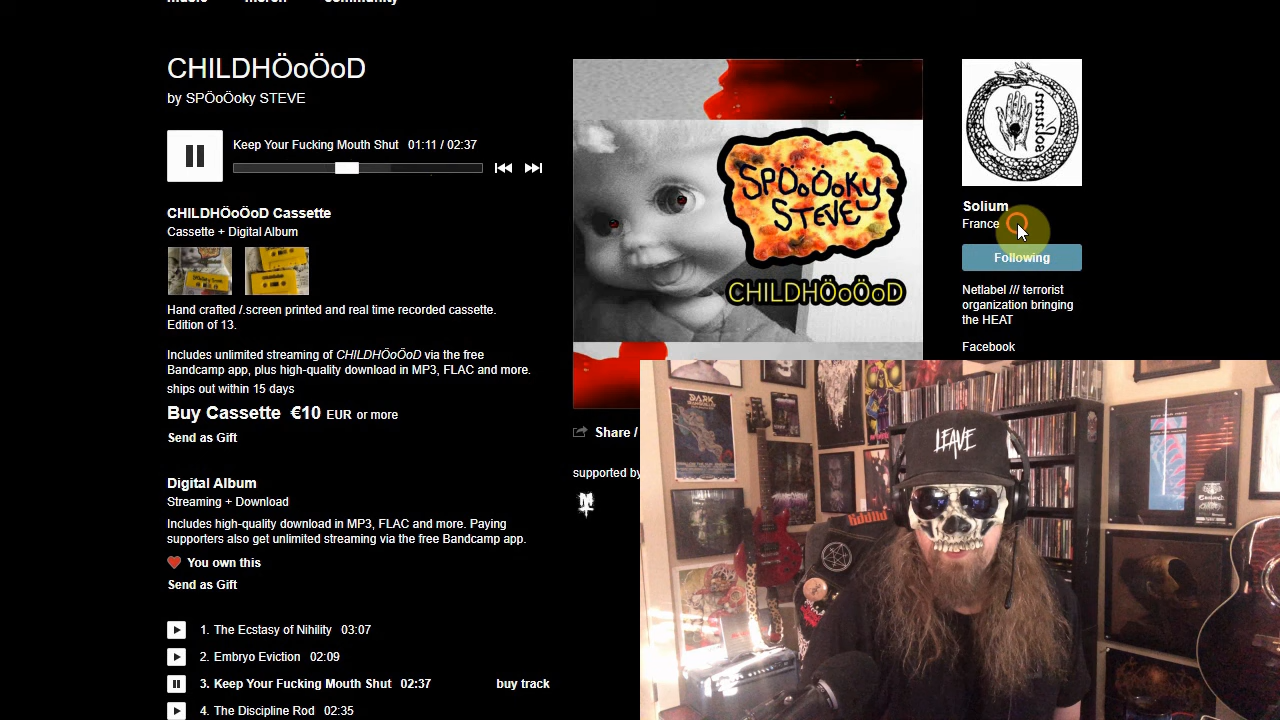 music merch community
CHILDHÖoÖoD
by SPÖoÖoky STEVE
Keep Your Fucking Mouth Shut 01:11 / 02:37
CHILDHÖoÖoD Cassette
Cassette + Digital Album
Hand crafted /.screen printed and real time recorded cassette.
Edition of 13.
Includes unlimited streaming of CHILDHÖoÖoD via the free
Bandcamp app, plus high-quality download in MP3, FLAC and more.
ships out within 15 days
Buy Cassette €10 EUR or more
Send as Gift
Digital Album
Streaming + Download
Includes high-quality download in MP3, FLAC and more. Paying
supporters also get unlimited streaming via the free Bandcamp app.
You own this
Send as Gift
1. The Ecstasy of Nihility 03:07
2. Embryo Eviction 02:09
3. Keep Your Fucking Mouth Shut 02:37 buy track
4. The Discipline Rod 02:35
SPÖoÖoky
STEVE
CHILDHÖoÖoD
Share /
supported by
Solium
France
Following
Netlabel /// terrorist
organization bringing
the HEAT
Facebook
DARK
LEAVE